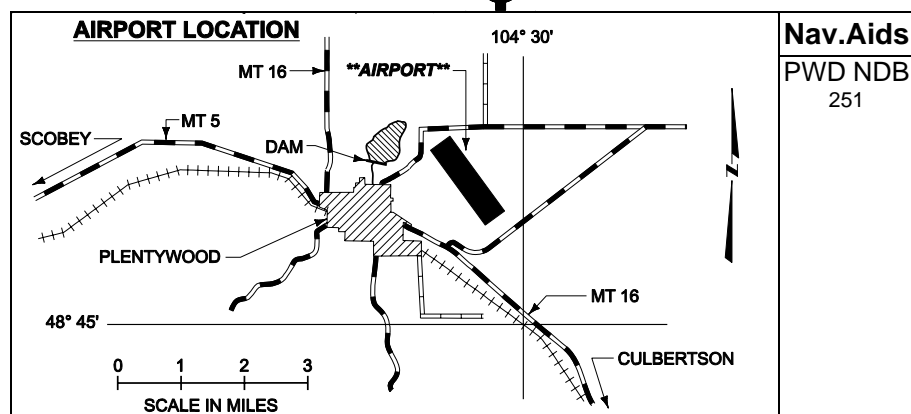 AIRPORT LOCATION
104° 30'
Nav.Aids
MT 16
**AIRPORT**
PWD NDB
251
MT 5
SCOBEY
DAM
N
PLENTYWOOD
MT 16
48° 45'
CULBERTSON
0 1 2 3
SCALE IN MILES